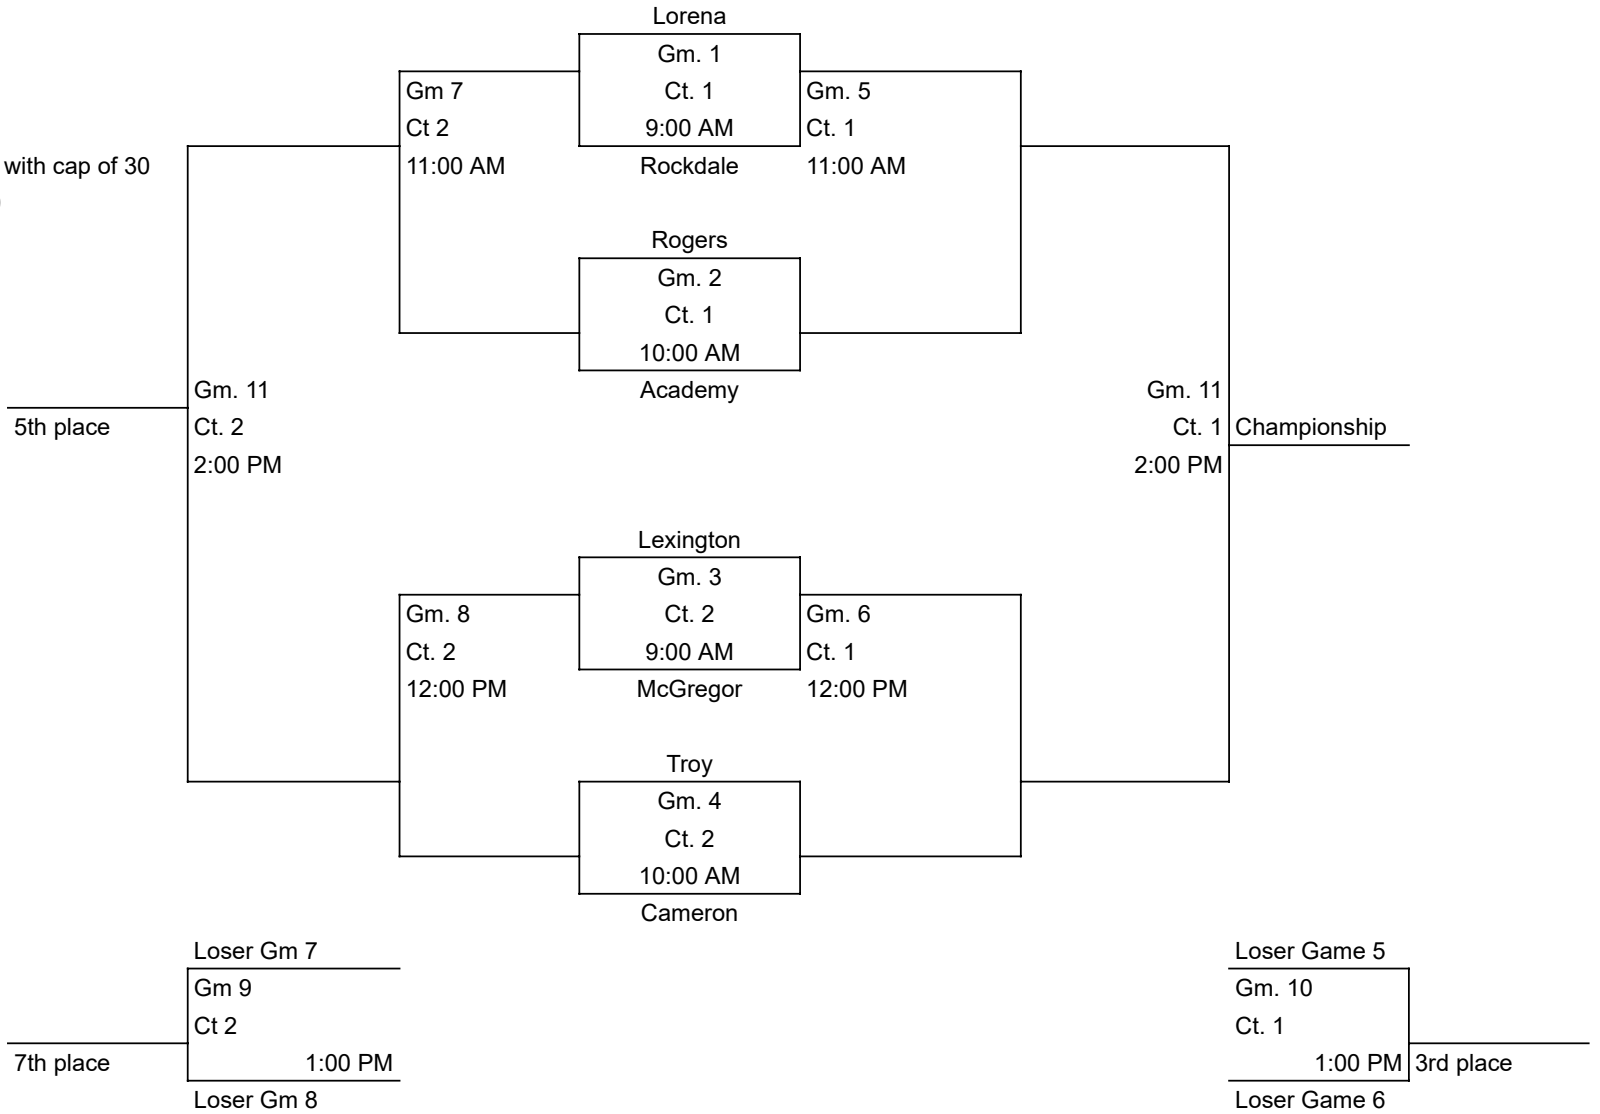 Lorena
Gm. 1
Ct. 1
9:00 AM
Rockdale
Gm 7
Ct 2
11:00 AM
Gm. 5
Ct. 1
11:00 AM
with cap of 30
Rogers
Gm. 2
Ct. 1
10:00 AM
Academy
Gm. 11
Ct. 2
2:00 PM
5th place
Gm. 11
Ct. 1
2:00 PM
Championship
Lexington
Gm. 3
Ct. 2
9:00 AM
McGregor
Gm. 8
Ct. 2
12:00 PM
Gm. 6
Ct. 1
12:00 PM
Troy
Gm. 4
Ct. 2
10:00 AM
Cameron
Loser Gm 7
Gm 9
Ct 2
1:00 PM
7th place
Loser Gm 8
Loser Game 5
Gm. 10
Ct. 1
1:00 PM
3rd place
Loser Game 6